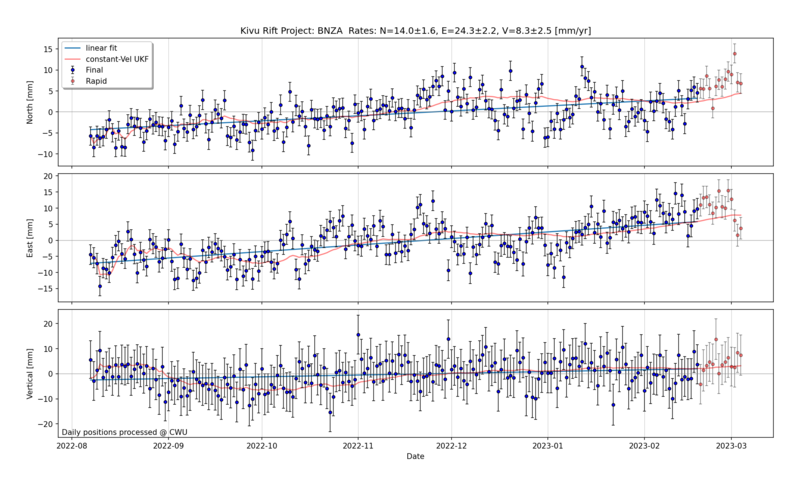 Kivu Rift Project: BNZA Rates: N=14.0±1.6, E=24.3±2.2, V=8.3±2.5 [mm/yr]
linear fit
constant-Vel UKF
Final
Rapid
North [mm]
15
10
5
0
−5
−10
East [mm]
20
15
10
5
0
−5
−10
−15
Vertical [mm]
20
10
0
−10
−20
Daily positions processed @ CWU
2022-08 2022-09 2022-10 2022-11 2022-12 2023-01 2023-02 2023-03
Date